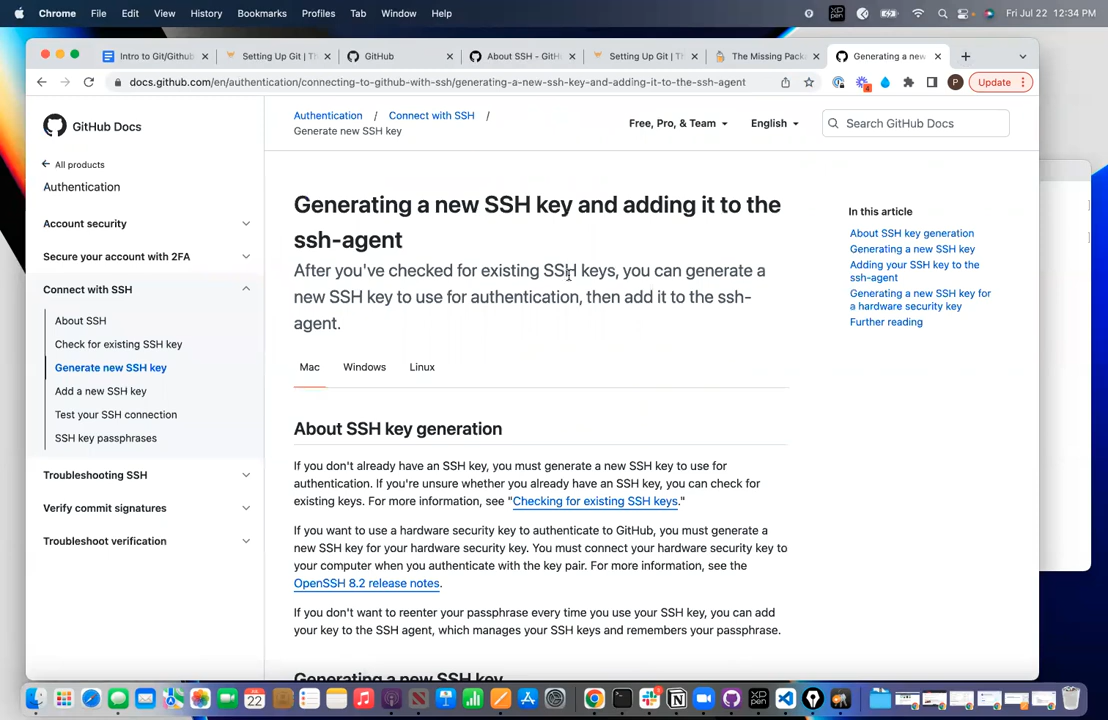 Chrome File Edit View History Bookmarks Profiles Tab Window Help Fri Jul 22 12:34 PM
Intro to Git/Github Setting Up Git | Th GitHub About SSH - GitH Setting Up Git | Th The Missing Packa Generating a new
docs.github.com/en/authentication/connecting-to-github-with-ssh/generating-a-new-ssh-key-and-adding-it-to-the-ssh-agent P Update
GitHub Docs
All products
Authentication
Account security
Secure your account with 2FA
Connect with SSH
About SSH
Check for existing SSH key
Generate new SSH key
Add a new SSH key
Test your SSH connection
SSH key passphrases
Troubleshooting SSH
Verify commit signatures
Troubleshoot verification
Authentication / Connect with SSH /
Generate new SSH key
Free, Pro, & Team English Search GitHub Docs
Generating a new SSH key and adding it to the
ssh-agent
After you've checked for existing SSH keys, you can generate a
new SSH key to use for authentication, then add it to the ssh-
agent.
Mac Windows Linux
About SSH key generation
If you don't already have an SSH key, you must generate a new SSH key to use for
authentication. If you're unsure whether you already have an SSH key, you can check for
existing keys. For more information, see "Checking for existing SSH keys."
If you want to use a hardware security key to authenticate to GitHub, you must generate a
new SSH key for your hardware security key. You must connect your hardware security key to
your computer when you authenticate with the key pair. For more information, see the
OpenSSH 8.2 release notes.
If you don't want to reenter your passphrase every time you use your SSH key, you can add
your key to the SSH agent, which manages your SSH keys and remembers your passphrase.
Generating a new SSH key
In this article
About SSH key generation
Generating a new SSH key
Adding your SSH key to the
ssh-agent
Generating a new SSH key for
a hardware security key
Further reading
22